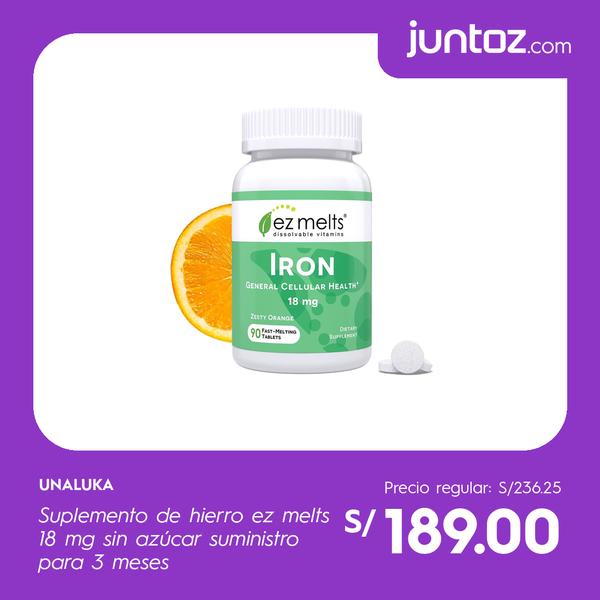 juntoz.com
ez melts®
dissolvable vitamins
IRON
GENERAL CELLULAR HEALTH*
18 mg
ZESTY ORANGE
90 FAST-MELTING
TABLETS
DIETARY
SUPPLEMENT
UNALUKA
Suplemento de hierro ez melts
18 mg sin azúcar suministro
para 3 meses
Precio regular: S/236.25
S/189.00